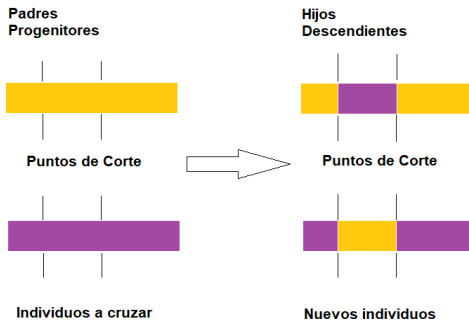 Padres
Progenitores
Hijos
Descendientes
Puntos de Corte
Puntos de Corte
Individuos a cruzar
Nuevos individuos